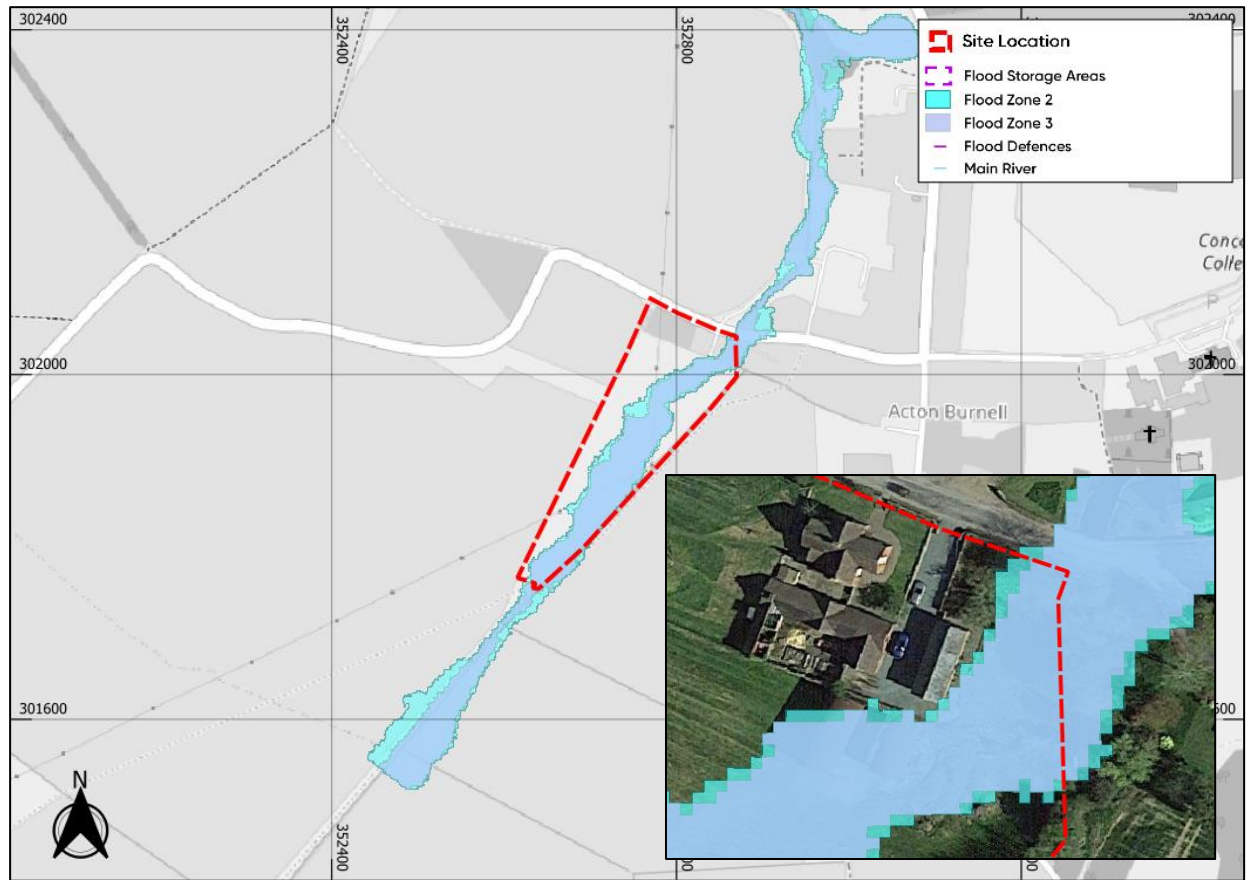 302400
352400
352800
302400
Site Location
Flood Storage Areas
Flood Zone 2
Flood Zone 3
Flood Defences
Main River
P
302000
302000
Acton Burnell
301600
N
352400